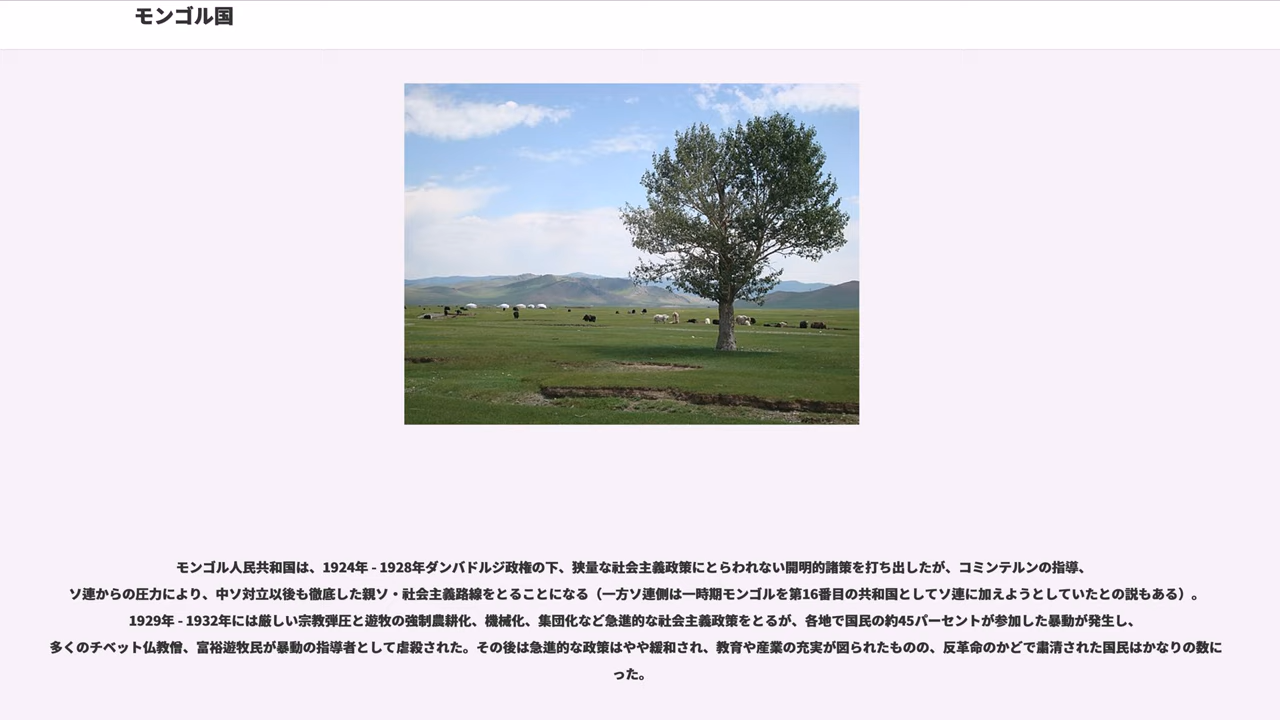 モンゴル国
モンゴル人民共和国は、1924年 - 1928年ダンバドルジ政権の下、狭量な社会主義政策にとらわれない開明的諸策を打ち出したが、コミンテルンの指導、
ソ連からの圧力により、中ソ対立以後も徹底した親ソ・社会主義路線をとることになる（一方ソ連側は一時期モンゴルを第16番目の共和国としてソ連に加えようとしていたとの説もある）。
1929年 - 1932年には厳しい宗教弾圧と遊牧の強制農耕化、機械化、集団化など急進的な社会主義政策をとるが、各地で国民の約45パーセントが参加した暴動が発生し、
多くのチベット仏教僧、富裕遊牧民が暴動の指導者として虐殺された。その後は急進的な政策はやや緩和され、教育や産業の充実が図られたものの、反革命のかどで粛清された国民はかなりの数に
った。